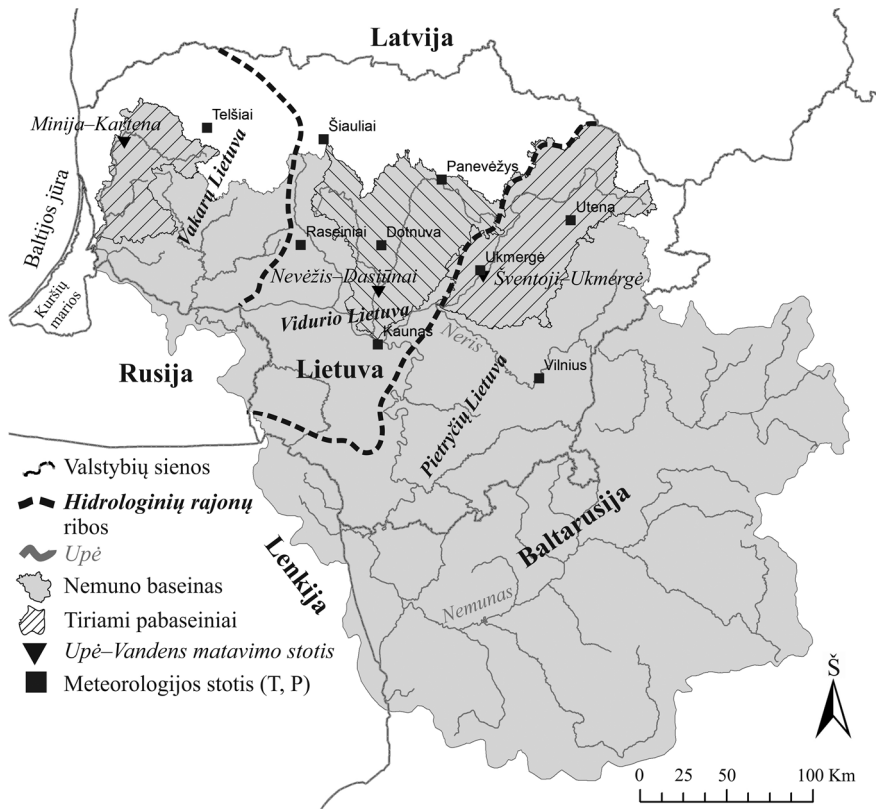 Latvija
Telšiai
Minija–Kartena
Šiauliai
Panevėžys
Vakarų Lietuva
Utena
Baltijos jūra
Raseiniai
Dotnuva
Ukmergė
Nevėžis–Dasiūnai
Šventoji–Ukmergė
Kuršių
marios
Vidurio Lietuva
Kaunas
Neris
Rusija
Lietuva
Vilnius
Pietryčių Lietuva
Valstybių sienos
Hidrologinių rajonų
ribos
Upė
Nemuno baseinas
Tiriami pabaseiniai
Upė–Vandens matavimo stotis
Meteorologijos stotis (T, P)
Lenkija
Baltarusija
Nemunas
Š
0 25 50 100 Km